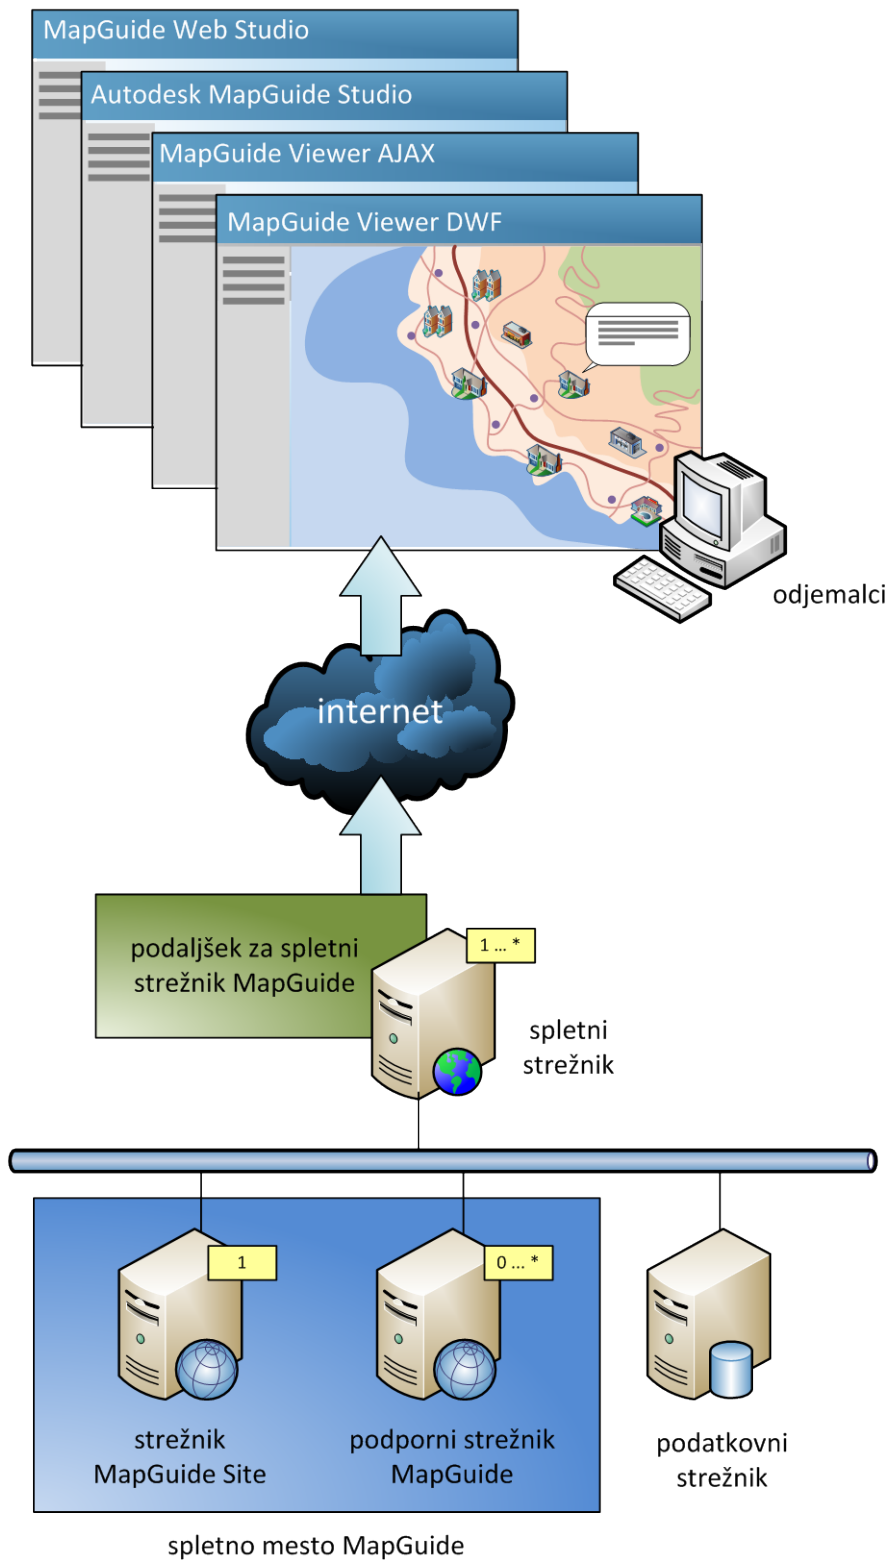 MapGuide Web Studio
Autodesk MapGuide Studio
MapGuide Viewer AJAX
MapGuide Viewer DWF
odjemalci
internet
podaljšek za spletni
strežnik MapGuide
1 ... *
spletni
strežnik
1
0 ... *
strežnik
MapGuide Site
podporni strežnik
MapGuide
podatkovni
strežnik
spletno mesto MapGuide